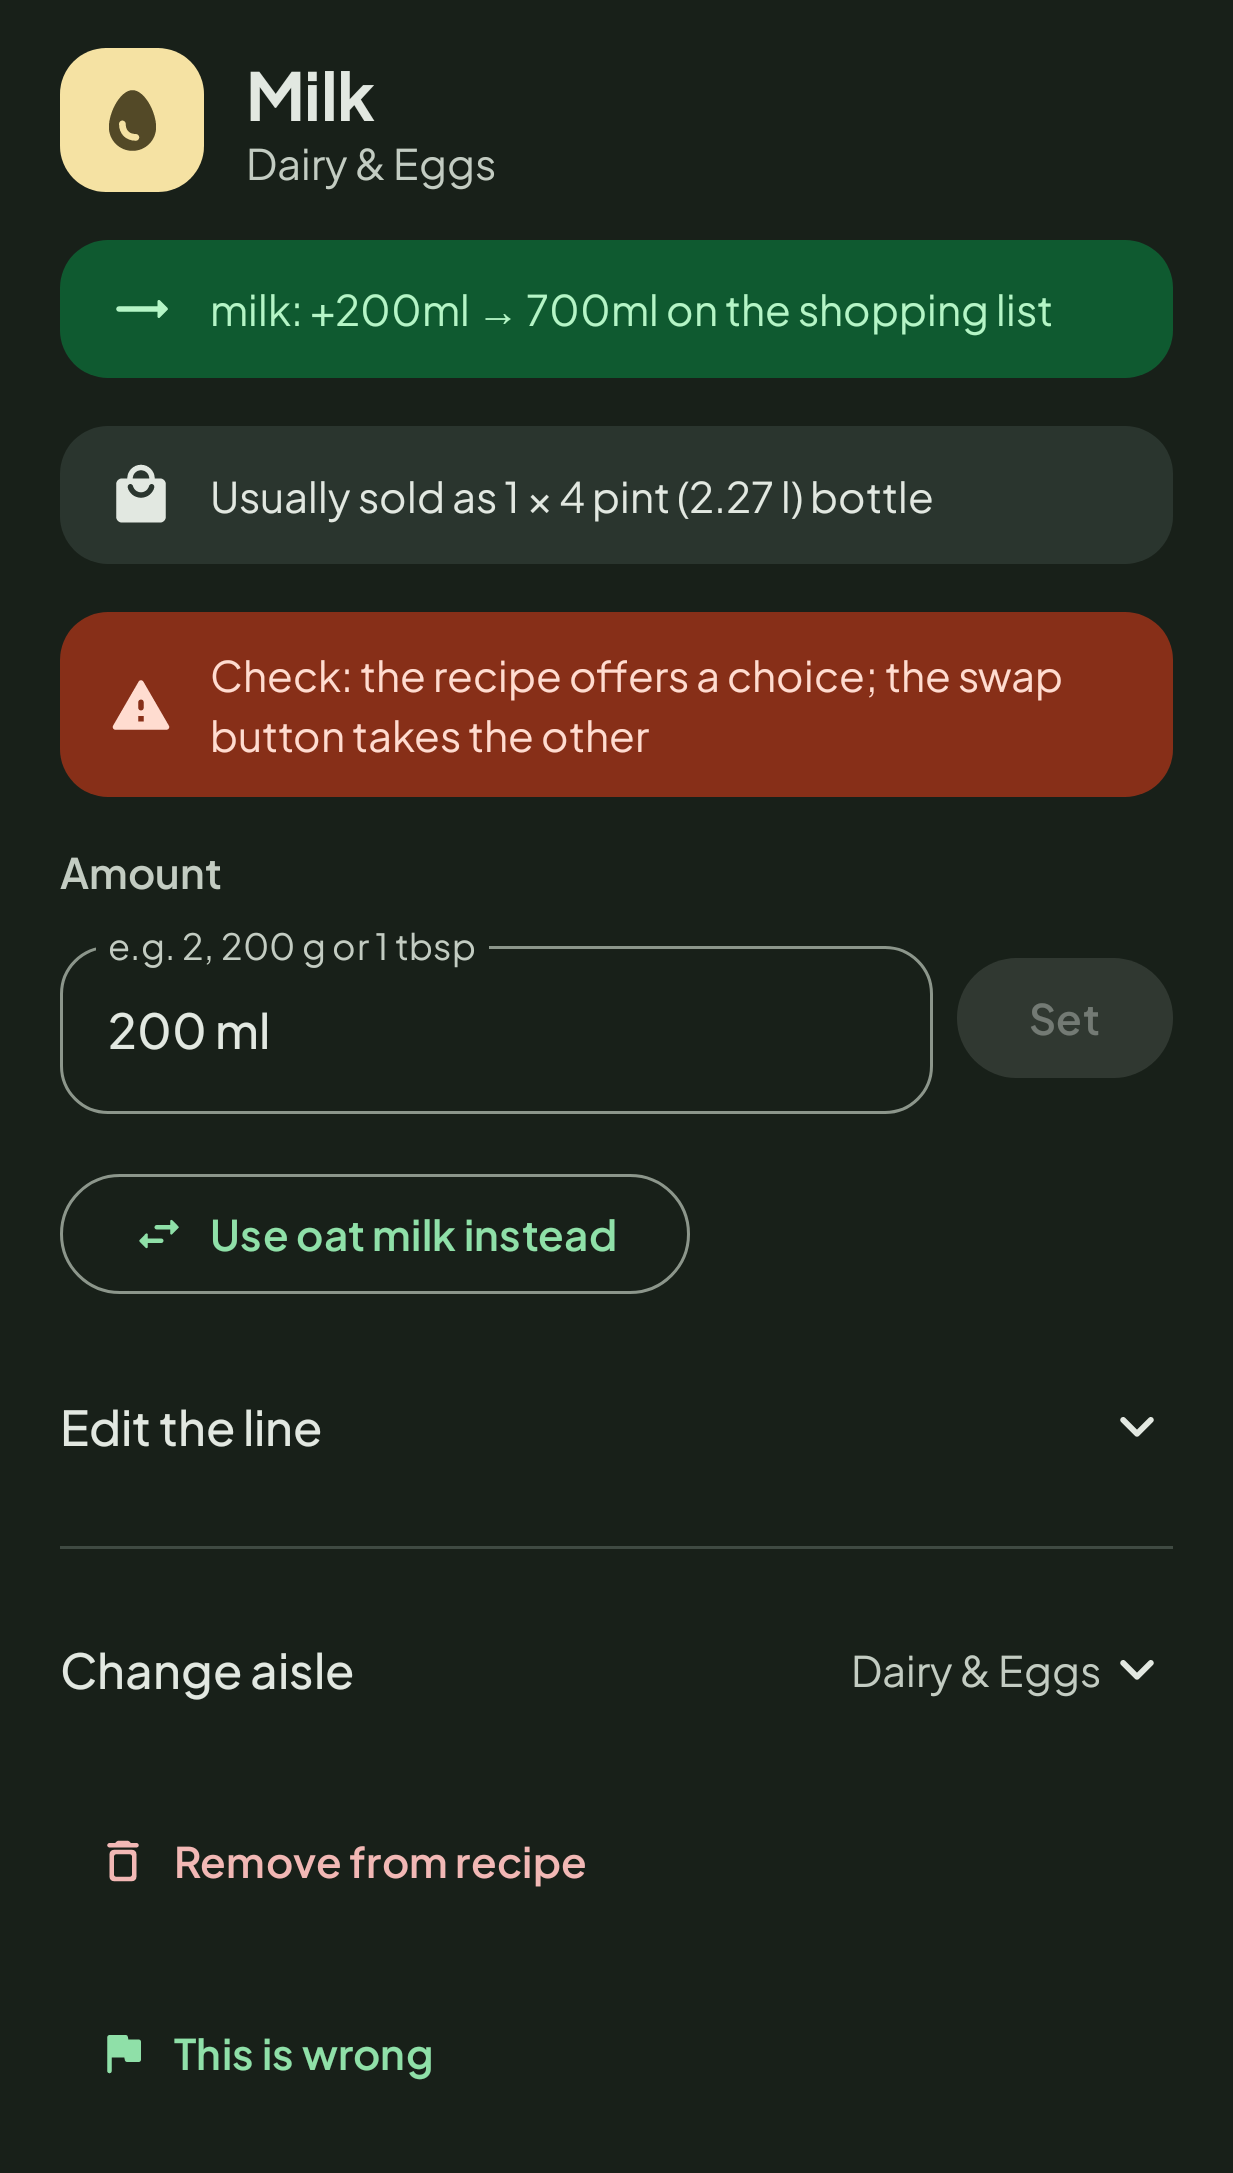 Milk
Dairy & Eggs
milk: +200ml → 700ml on the shopping list
Usually sold as 1 × 4 pint (2.27 l) bottle
Check: the recipe offers a choice; the swap
button takes the other
Amount
e.g. 2, 200 g or 1 tbsp
200 ml
Set
Use oat milk instead
Edit the line
Change aisle
Dairy & Eggs
Remove from recipe
This is wrong